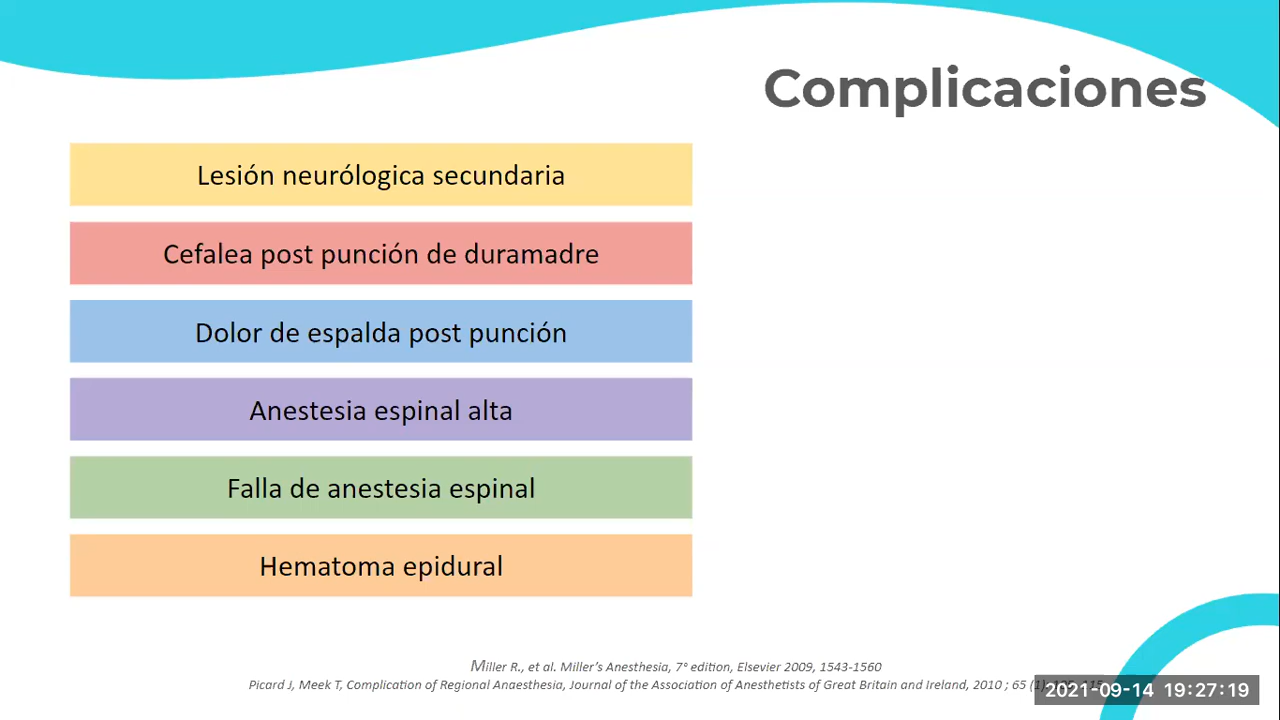 Complicaciones
Lesión neurólogica secundaria
Cefalea post punción de duramadre
Dolor de espalda post punción
Anestesia espinal alta
Falla de anestesia espinal
Hematoma epidural
Miller R., et al. Miller's Anesthesia, 7° edition, Elsevier 2009, 1543-1560
Picard J, Meek T, Complication of Regional Anaesthesia, Journal of the Association of Anesthetists of Great Britain and Ireland, 2010 ; 65 (1)
2021-09-14 19:27:19